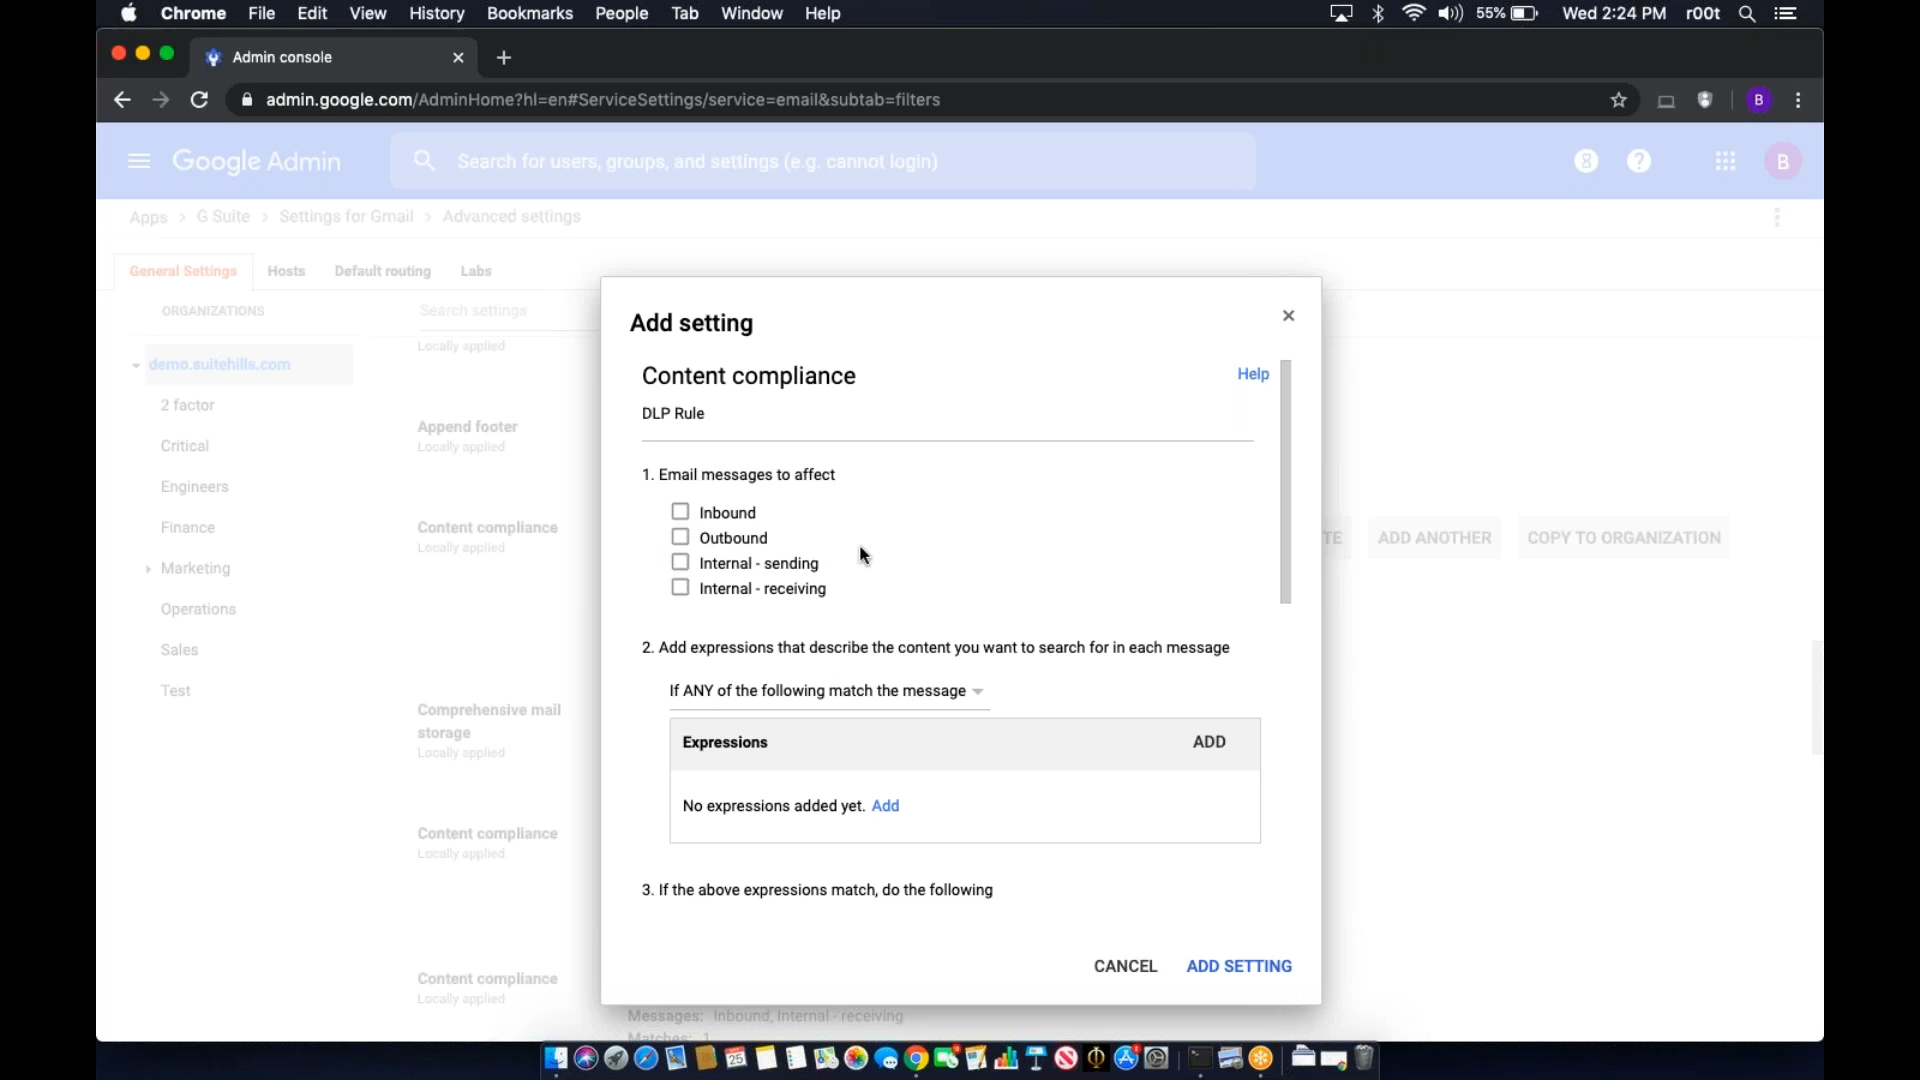 Chrome File Edit View History Bookmarks People Tab Window Help 55% Wed 2:24 PM r00t
Admin console
admin.google.com/AdminHome?hl=en#ServiceSettings/service=email&subtab=filters B
Google Admin Search for users, groups, and settings (e.g. cannot login) B
Apps > G Suite > Settings for Gmail > Advanced settings
General Settings Hosts Default routing Labs
ORGANIZATIONS
demo.suitehills.com
2 factor
Critical
Engineers
Finance
Marketing
Operations
Sales
Test
Search settings
Locally applied
Append footer
Locally applied
Content compliance
Locally applied
Comprehensive mail
storage
Locally applied
Content compliance
Locally applied
Content compliance
Locally applied
Add setting
Content compliance Help
DLP Rule
1. Email messages to affect
Inbound
Outbound
Internal - sending
Internal - receiving
2. Add expressions that describe the content you want to search for in each message
If ANY of the following match the message
Expressions ADD
No expressions added yet. Add
3. If the above expressions match, do the following
CANCEL ADD SETTING
TE ADD ANOTHER COPY TO ORGANIZATION
Messages: Inbound, Internal - receiving
Matches: 1
25